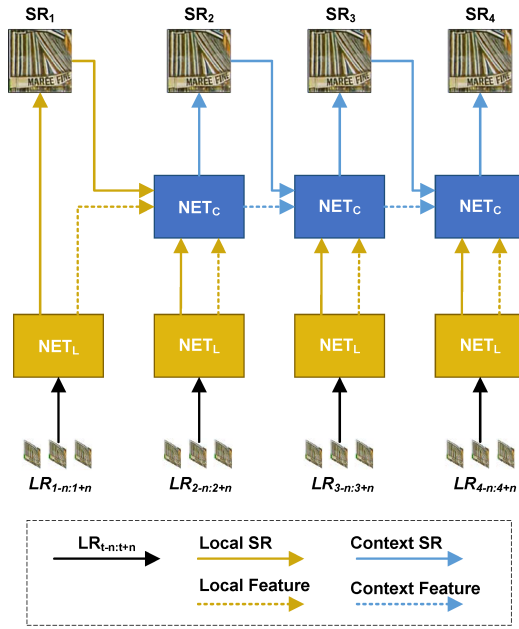 SR1 SR2 SR3 SR4
MAREE FINE MAREE FINE MAREE FINE MAREE FINE
NETC NETC NETC
NETL NETL NETL NETL
LR1-n:1+n LR2-n:2+n LR3-n:3+n LR4-n:4+n
LRt-n:t+n Local SR Context SR
Local Feature Context Feature